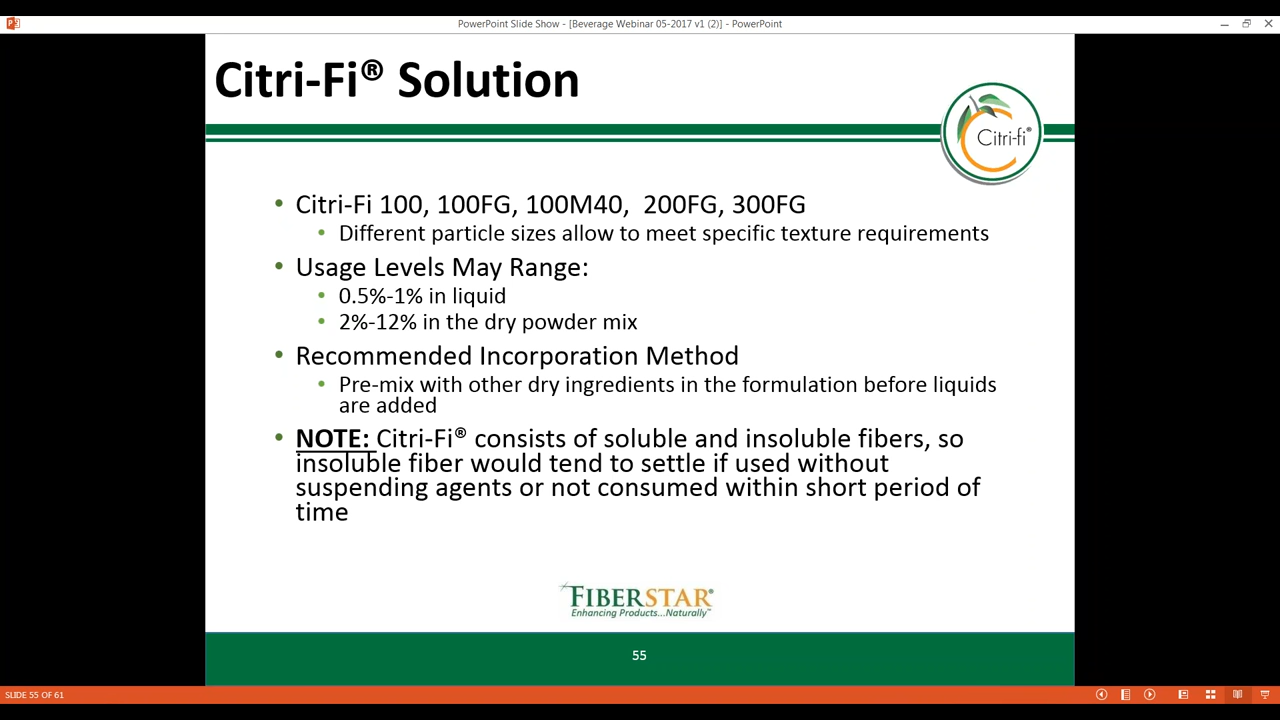 PowerPoint Slide Show - [Beverage Webinar 05-2017 v1 (2)] - PowerPoint
Citri-Fi® Solution
Citri-fi®
• Citri-Fi 100, 100FG, 100M40, 200FG, 300FG
• Different particle sizes allow to meet specific texture requirements
• Usage Levels May Range:
• 0.5%-1% in liquid
• 2%-12% in the dry powder mix
• Recommended Incorporation Method
• Pre-mix with other dry ingredients in the formulation before liquids
are added
• NOTE: Citri-Fi® consists of soluble and insoluble fibers, so
insoluble fiber would tend to settle if used without
suspending agents or not consumed within short period of
time
FIBERSTAR®
Enhancing Products...Naturally™
55
SLIDE 55 OF 61